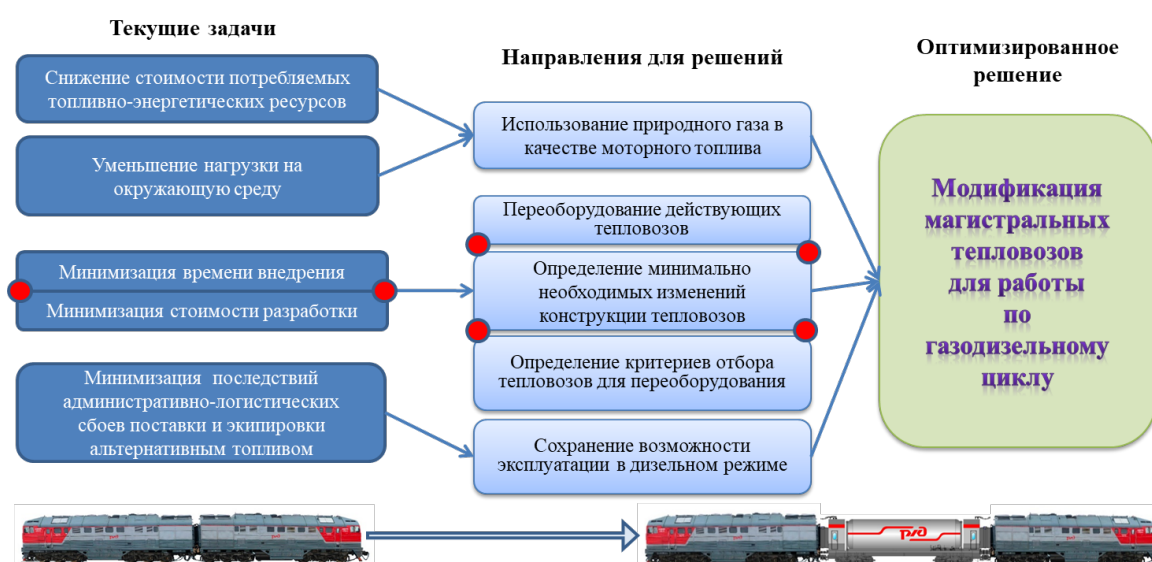 Текущие задачи
Снижение стоимости потребляемых
топливно-энергетических ресурсов
Уменьшение нагрузки на
окружающую среду
Минимизация времени внедрения
Минимизация стоимости разработки
Минимизация последствий
административно-логистических
сбоев поставки и экипировки
альтернативным топливом
Направления для решений
Использование природного газа в
качестве моторного топлива
Переоборудование действующих
тепловозов
Определение минимально
необходимых изменений
конструкции тепловозов
Определение критериев отбора
тепловозов для переоборудования
Сохранение возможности
эксплуатации в дизельном режиме
Оптимизированное
решение
Модификация
магистральных
тепловозов
для работы
по
газодизельному
циклу
РЖД